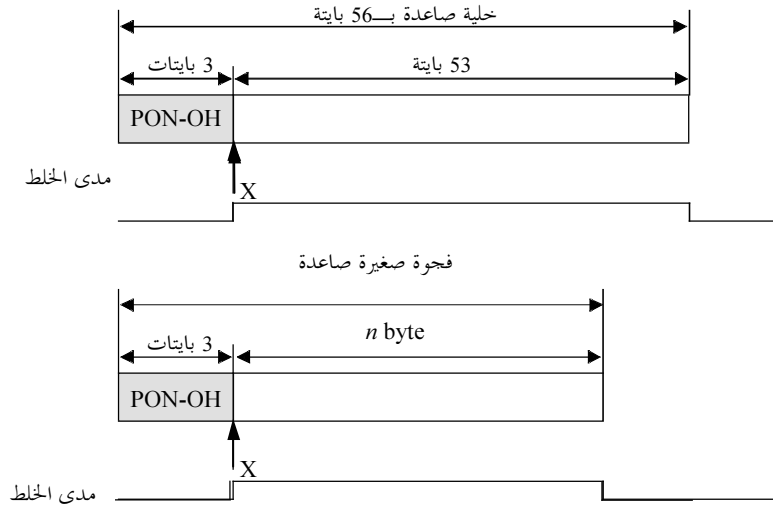 خلية صاعدة بـــ56 بايتة
3 بايتات
53 بايتة
PON-OH
مدى الخلط
X
فجوة صغيرة صاعدة
n byte
3 بايتات
PON-OH
X
مدى الخلط